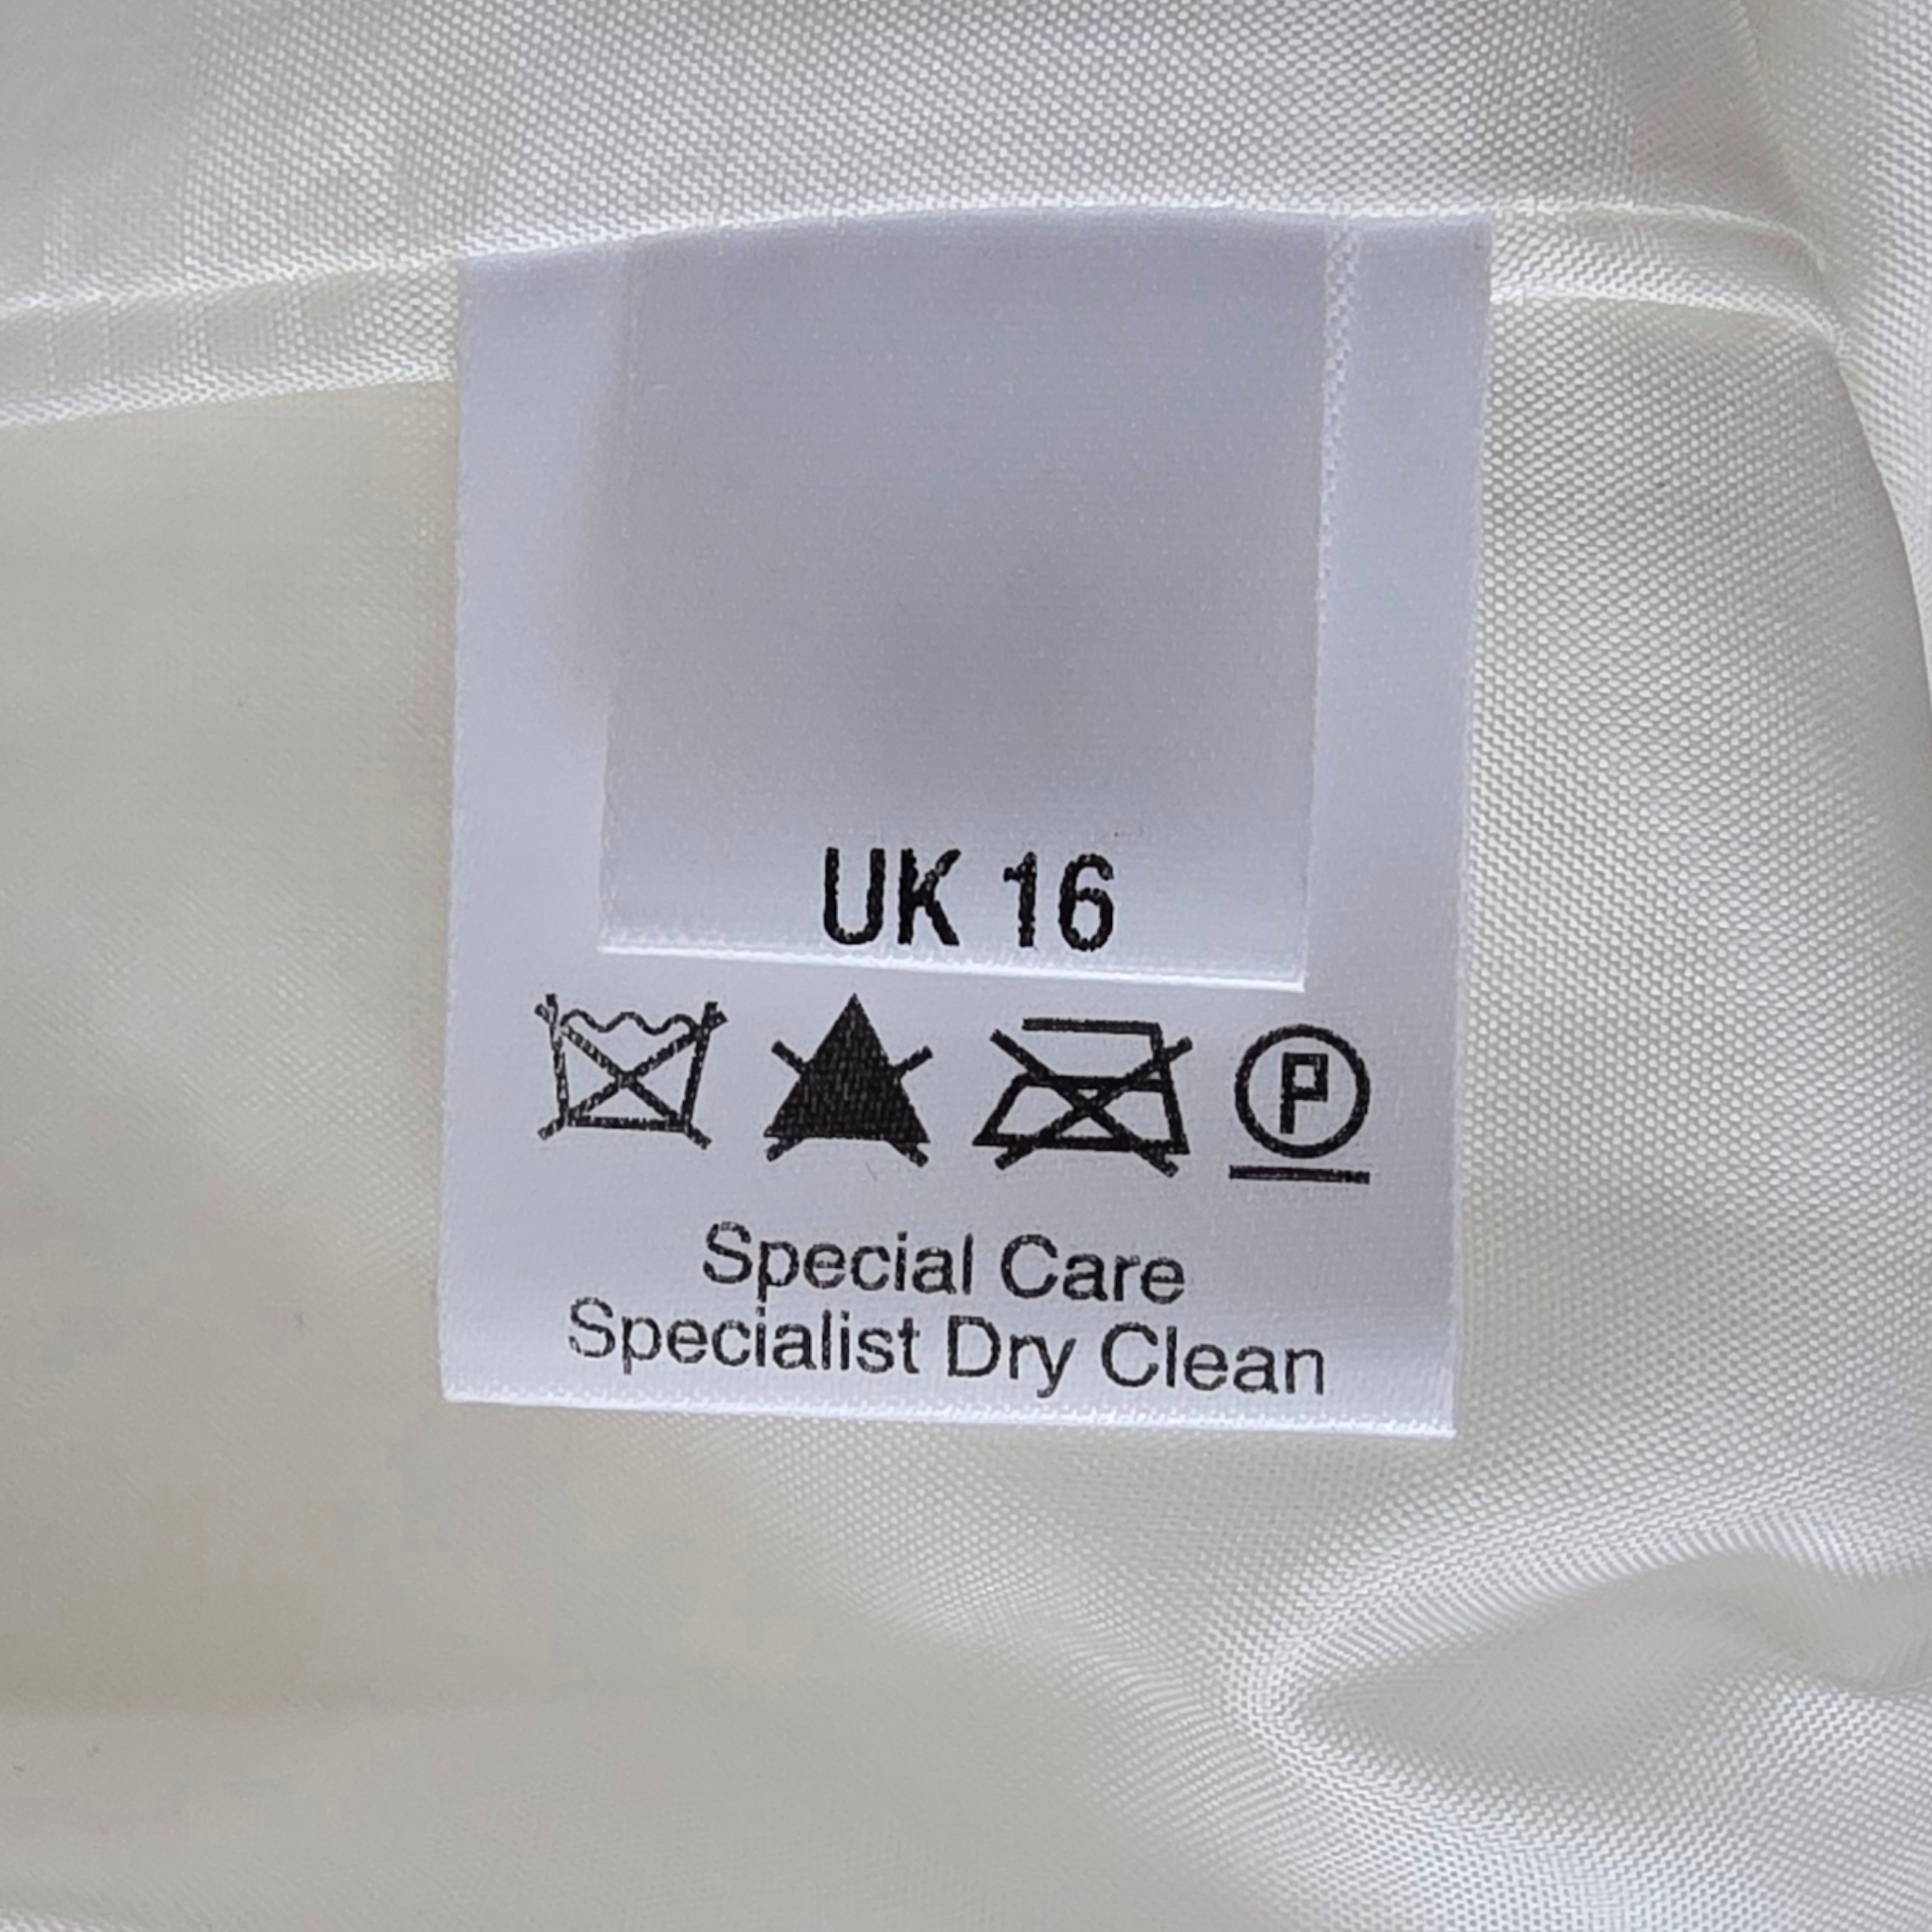 UK 16
P
Special Care
Specialist Dry Clean